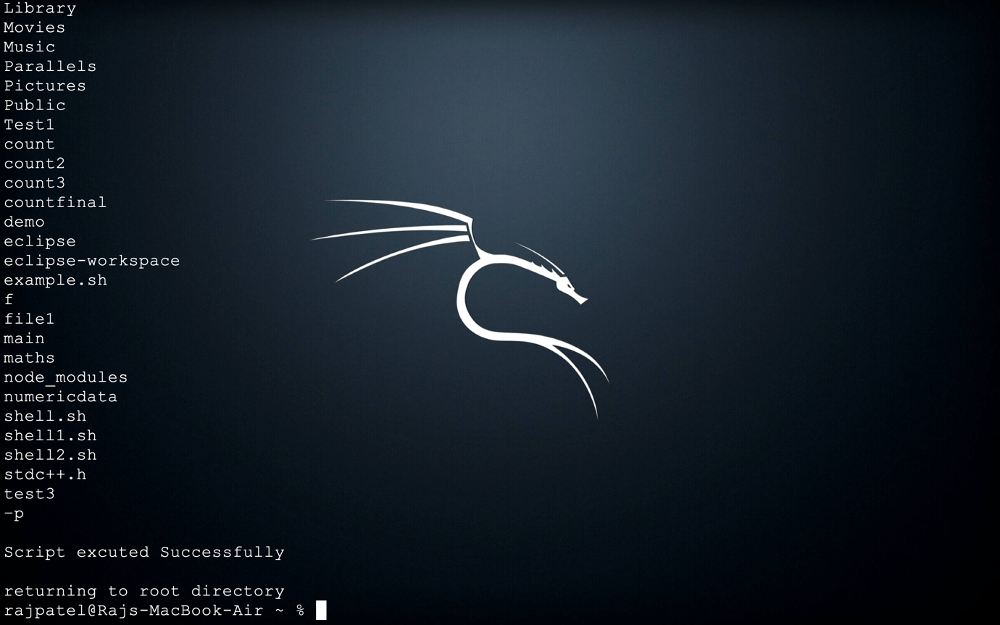 Library
Movies
Music
Parallels
Pictures
Public
Test1
count
count2
count3
countfinal
demo
eclipse
eclipse-workspace
example.sh
f
file1
main
maths
node_modules
numericdata
shell.sh
shell1.sh
shell2.sh
stdc++.h
test3
-p
Script excuted Successfully
returning to root directory
rajpatel@Rajs-MacBook-Air ~ %